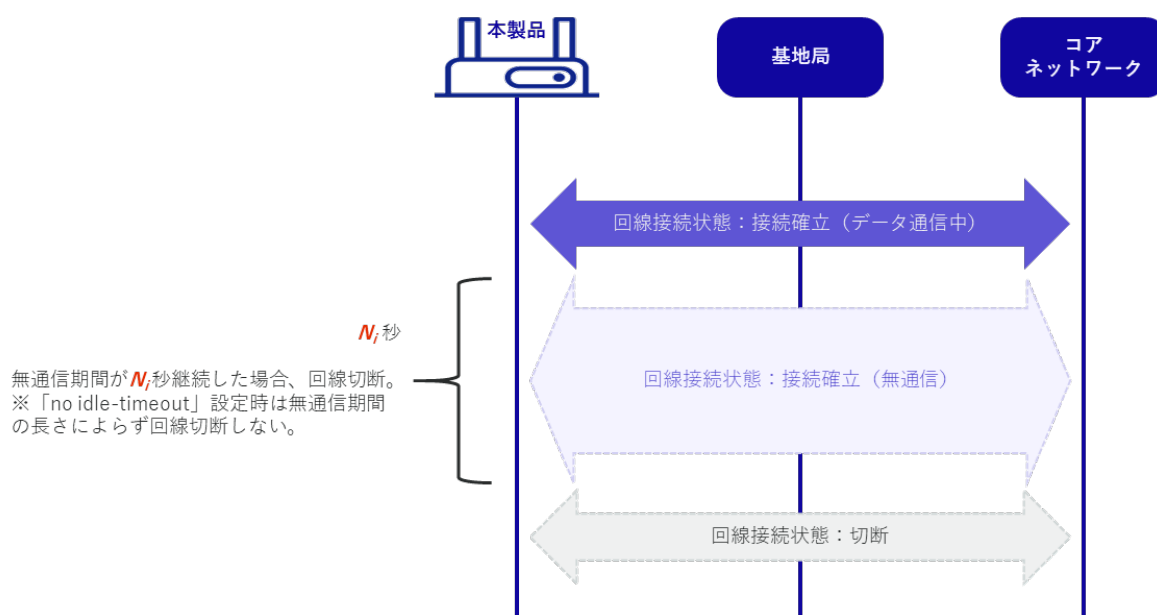 本製品
基地局
コア
ネットワーク
回線接続状態：接続確立（データ通信中）
Ni 秒
無通信期間がNi秒継続した場合、回線切断。
※「no idle-timeout」設定時は無通信期間
の長さによらず回線切断しない。
回線接続状態：接続確立（無通信）
回線接続状態：切断